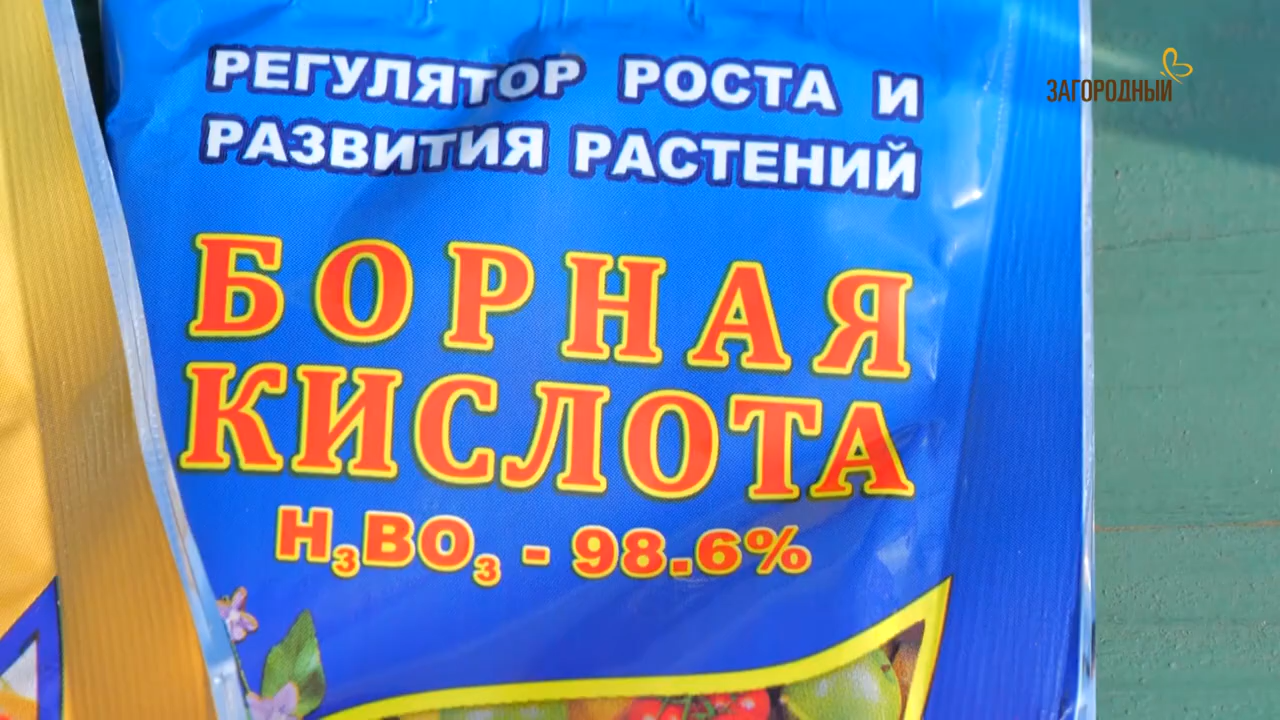 РЕГУЛЯТОР РОСТА И
РАЗВИТИЯ РАСТЕНИЙ
БОРНАЯ
КИСЛОТА
H₃BO₃ - 98.6%
ЗАГОРОДНЫЙ